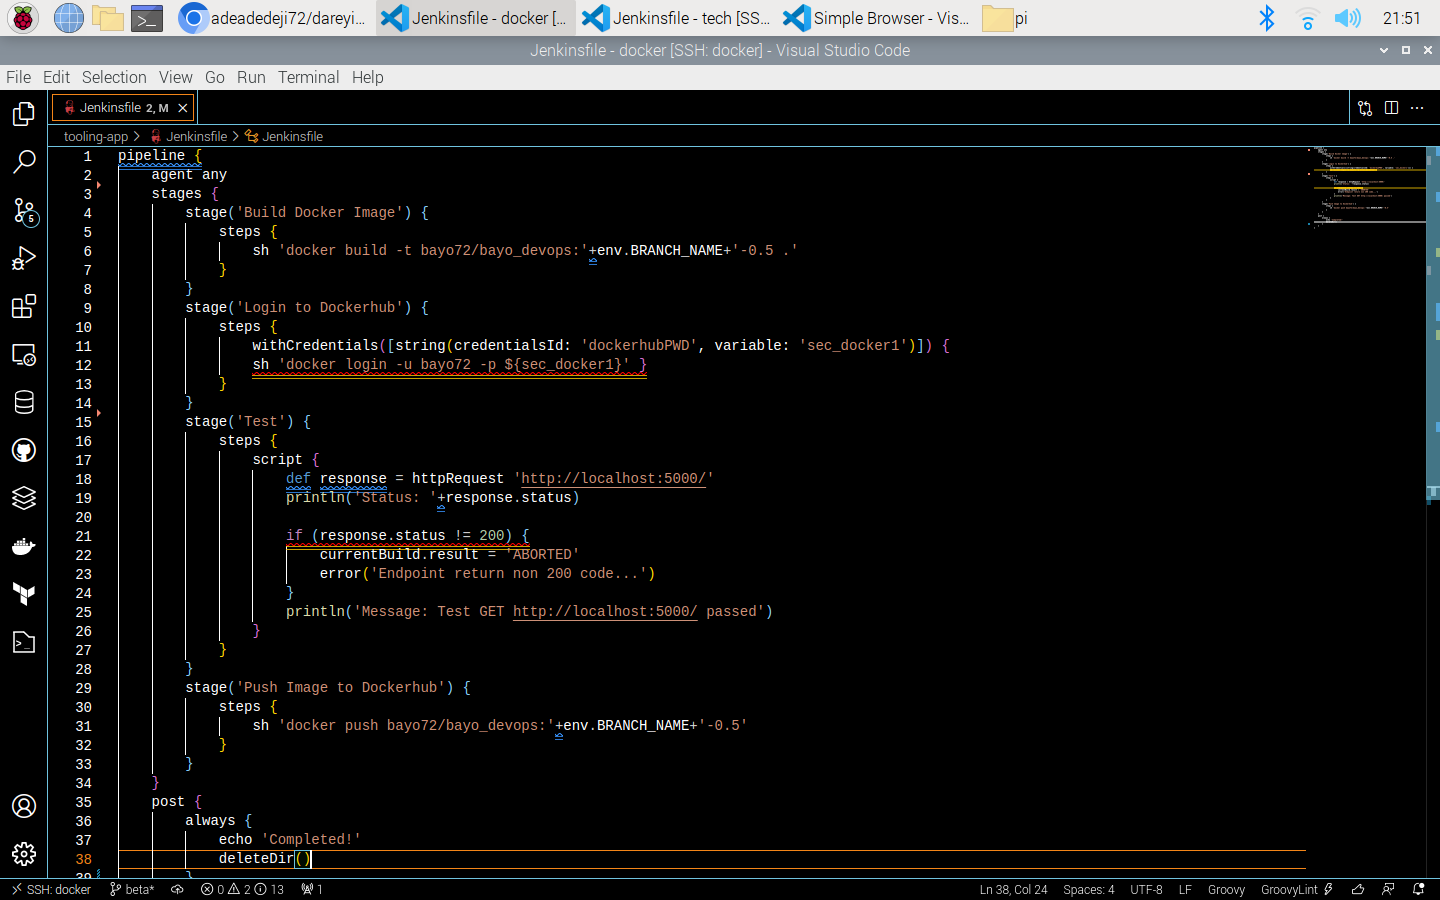 adeadedeji72/dareyi...
Jenkinsfile - docker [...
Jenkinsfile - tech [SS...
Simple Browser - Vis...
pi
21:51
Jenkinsfile - docker [SSH: docker] - Visual Studio Code
File Edit Selection View Go Run Terminal Help
Jenkinsfile 2, M
tooling-app > Jenkinsfile > Jenkinsfile
1 pipeline {
2     agent any
3     stages {
4         stage('Build Docker Image') {
5             steps {
6                 sh 'docker build -t bayo72/bayo_devops:'+env.BRANCH_NAME+'-0.5 .'
7             }
8         }
9         stage('Login to Dockerhub') {
10             steps {
11                 withCredentials([string(credentialsId: 'dockerhubPWD', variable: 'sec_docker1')]) {
12                 sh 'docker login -u bayo72 -p ${sec_docker1}' }
13             }
14         }
15         stage('Test') {
16             steps {
17                 script {
18                     def response = httpRequest 'http://localhost:5000/'
19                     println('Status: '+response.status)
20
21                     if (response.status != 200) {
22                         currentBuild.result = 'ABORTED'
23                         error('Endpoint return non 200 code...')
24                     }
25                     println('Message: Test GET http://localhost:5000/ passed')
26                 }
27             }
28         }
29         stage('Push Image to Dockerhub') {
30             steps {
31                 sh 'docker push bayo72/bayo_devops:'+env.BRANCH_NAME+'-0.5'
32             }
33         }
34     }
35     post {
36         always {
37             echo 'Completed!'
38             deleteDir()
39         }
5
SSH: docker beta* 0 2 13 1 Ln 38, Col 24 Spaces: 4 UTF-8 LF Groovy GroovyLint